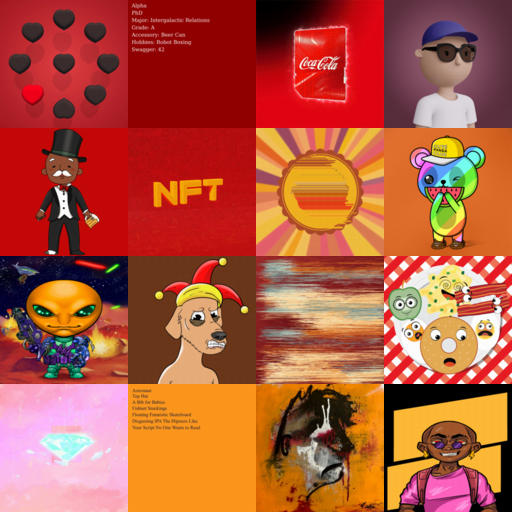 Alpha
PhD
Major: Intergalactic Relations
Grade: A
Accessory: Beer Can
Hobbies: Robot Boxing
Swagger: 42
Coca-Cola
NFT
PANDA
Astronaut
Top Hat
A Bib for Babies
Fishnet Stockings
Floating Futuristic Skateboard
Disgusting IPA The Hipsters Like
Your Script No One Wants to Read